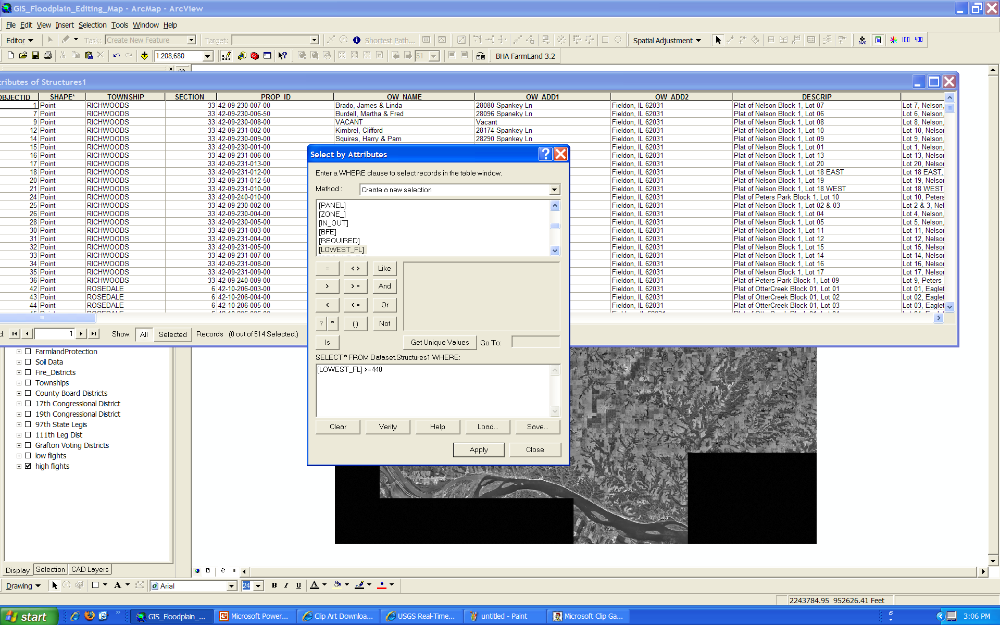 GIS_Floodplain_Editing_Map - ArcMap - ArcView
File Edit View Insert Selection Tools Window Help
Editor Task: Create New Feature Target: Shortest Path... Spatial Adjustment
1:208,680 51 BHA FarmLand 3.2
ributes of Structures1
OBJECTID SHAPE* TOWNSHIP SECTION PROP_ID OW_NAME OW_ADD1 OW_ADD2 DESCRIP
1 Point RICHWOODS 33 42-09-230-007-00 Brado, James & Linda 28080 Spankey Ln Fieldon, IL 62031 Plat of Nelson Block 1, Lot 07 Lot 7, Nelson,
7 Point RICHWOODS 33 42-09-230-006-50 Burdell, Martha & Fred 28096 Spaneky Ln Fieldon, IL 62031 Plat of Nelson Block 1, Lot 06 Lot 6, Nelson,
9 Point RICHWOODS 33 42-09-230-008-00 VACANT Vacant Fieldon, IL 62031 Plat of Nelson Block 1, Lot 08 Lot 8, Nelson,
12 Point RICHWOODS 33 42-09-231-002-00 Kimbrel, Clifford 28174 Spankey Ln Fieldon, IL 62031 Plat of Nelson Block 1, Lot 10 Lot 10, Nelson
14 Point RICHWOODS 33 42-09-230-009-00 Squires, Harry & Pam 28290 Spankey Ln Fieldon, IL 62031 Plat of Nelson Block 1, Lot 09 Lot 9, Nelson,
15 Point RICHWOODS 33 42-09-230-001-00 Fieldon, IL 62031 Plat of Nelson Block 1, Lot 01 Lot 1, Nelson,
16 Point RICHWOODS 33 42-09-231-006-00 Fieldon, IL 62031 Plat of Nelson Block 1, Lot 13 Lot 13, Nelson
17 Point RICHWOODS 33 42-09-231-013-00 Fieldon, IL 62031 Plat of Nelson Block 1, Lot 20 Lot 20, Nelson
18 Point RICHWOODS 33 42-09-231-012-00 Fieldon, IL 62031 Plat of Nelson Block 1, Lot 18 EAST Lot 18 EAST,
20 Point RICHWOODS 33 42-09-231-012-50 Fieldon, IL 62031 Plat of Nelson Block 1, Lot 19 Lot 19, Nelson
21 Point RICHWOODS 33 42-09-231-010-00 Fieldon, IL 62031 Plat of Nelson Block 1, Lot 18 WEST Lot 18 WEST,
24 Point RICHWOODS 33 42-09-240-010-00 Fieldon, IL 62031 Plat of Peters Park Block 1, Lot 10 Lot 10, Peters
25 Point RICHWOODS 33 42-09-230-002-00 Fieldon, IL 62031 Plat of Nelson Block 1, Lot 02 & 03 Lot 2 & 3, Nel
26 Point RICHWOODS 33 42-09-230-004-00 Fieldon, IL 62031 Plat of Nelson Block 1, Lot 04 Lot 4, Nelson,
28 Point RICHWOODS 33 42-09-230-005-00 Fieldon, IL 62031 Plat of Nelson Block 1, Lot 05 Lot 5, Nelson,
30 Point RICHWOODS 33 42-09-231-003-00 Fieldon, IL 62031 Plat of Nelson Block 1, Lot 11 Lot 11, Nelson
31 Point RICHWOODS 33 42-09-231-004-00 Fieldon, IL 62031 Plat of Nelson Block 1, Lot 12 Lot 12, Nelson
32 Point RICHWOODS 33 42-09-231-005-00 Fieldon, IL 62031 Plat of Nelson Block 1, Lot 15 Lot 15, Nelson
33 Point RICHWOODS 33 42-09-231-007-00 Fieldon, IL 62031 Plat of Nelson Block 1, Lot 14 Lot 14, Nelson
34 Point RICHWOODS 33 42-09-231-008-00 Fieldon, IL 62031 Plat of Nelson Block 1, Lot 16 Lot 16, Nelson
35 Point RICHWOODS 33 42-09-231-009-00 Fieldon, IL 62031 Plat of Nelson Block 1, Lot 17 Lot 17, Nelson
36 Point RICHWOODS 33 42-09-240-009-00 Fieldon, IL 62031 Plat of Peters Park Block 1, Lot 09 Lot 9, Peters
42 Point ROSEDALE 6 42-10-206-003-00 Fieldon, IL 62031 Plat of OtterCreek Block 01, Lot 01 Lot 01, Eaglet
43 Point ROSEDALE 6 42-10-206-004-00 Fieldon, IL 62031 Plat of OtterCreek Block 01, Lot 02 Lot 02, Eaglet
44 Point ROSEDALE 6 42-10-206-005-00 Fieldon, IL 62031 Plat of OtterCreek Block 01, Lot 03 Lot 03, Eaglet
d: 1 Show: All Selected Records (0 out of 514 Selected.)
Select by Attributes
Enter a WHERE clause to select records in the table window.
Method : Create a new selection
[PANEL]
[ZONE_]
[IN_OUT]
[BFE]
[REQUIRED]
[LOWEST_FL]
= < > Like
> > = And
< < = Or
? * ( ) Not
Is Get Unique Values Go To:
SELECT * FROM Dataset.Structures1 WHERE:
[LOWEST_FL] >=440
Clear Verify Help Load... Save...
Apply Close
FarmlandProtection
Soil Data
Fire_Districts
Townships
County Board Districts
17th Congressional District
19th Congressional District
97th State Legis
111th Leg Dist
Grafton Voting Districts
low flights
high flights
Display Selection CAD Layers
Drawing A Arial 24 B I U A
2243784.95 952626.41 Feet
start GIS_Floodplain_... Microsoft Power... Clip Art Downloa... USGS Real-Time... untitled - Paint Microsoft Clip Ga... 3:06 PM